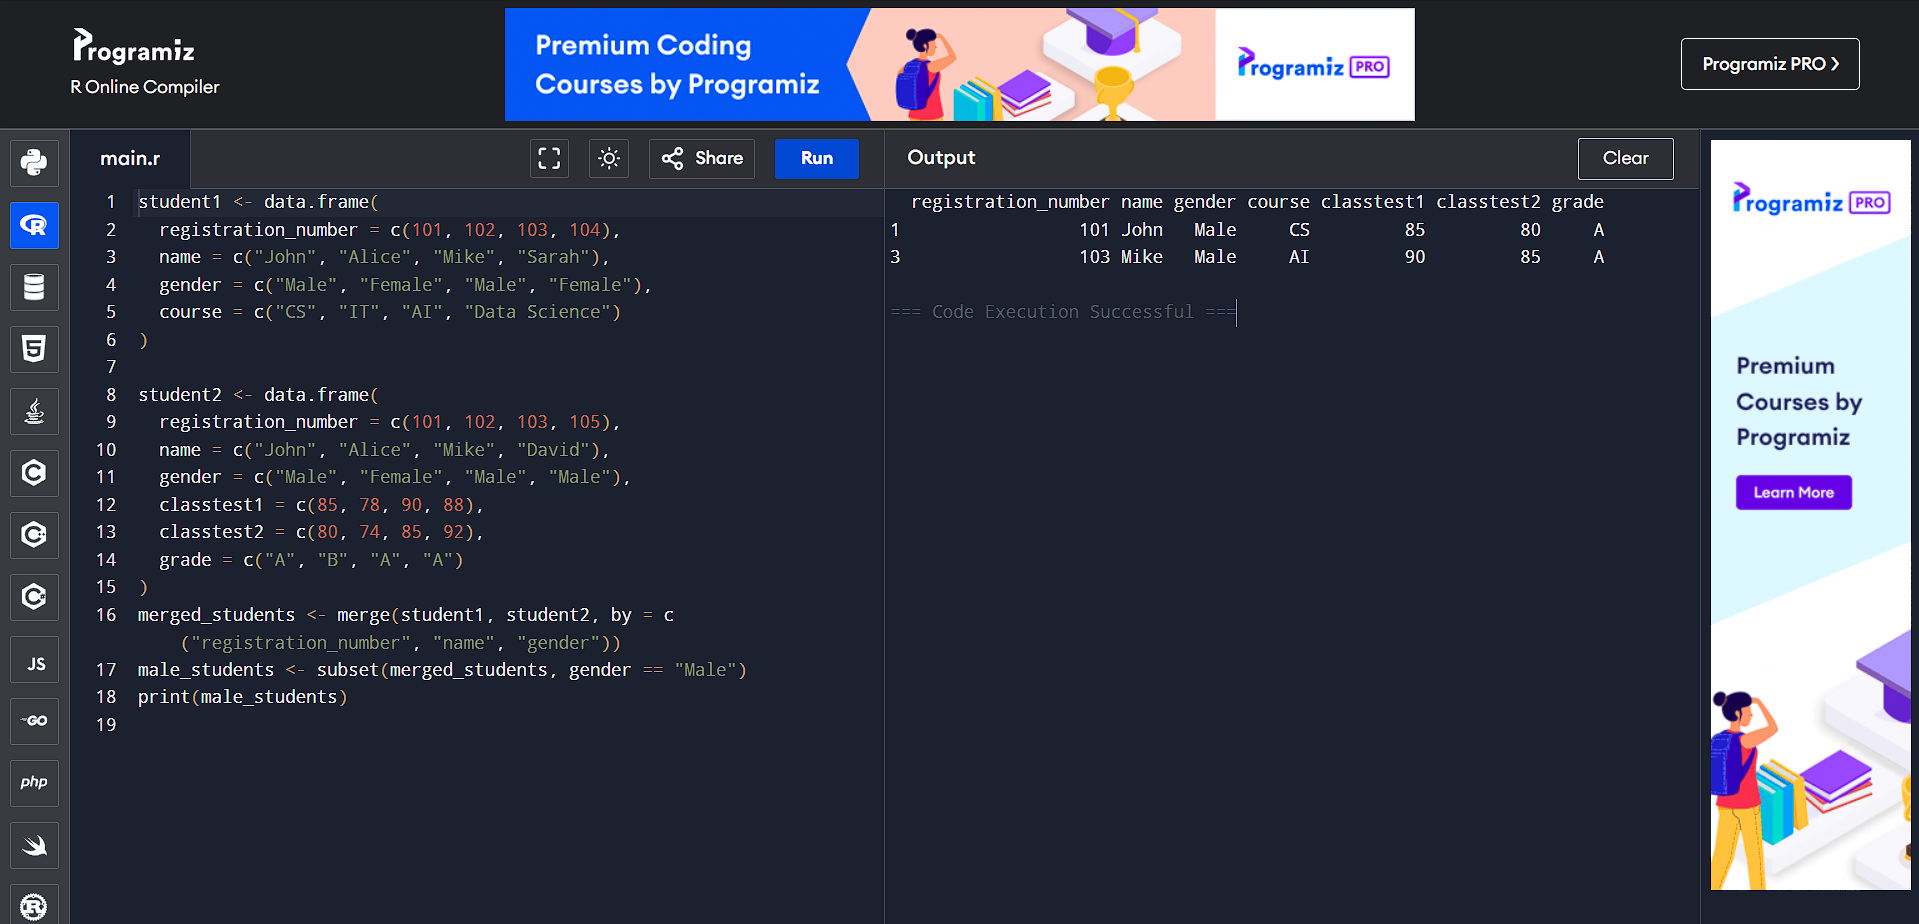 Programiz
R Online Compiler
Premium Coding
Courses by Programiz
Programiz PRO
Programiz PRO ❯
main.r
Share
Run
Output
Clear
1 student1 <- data.frame(
2   registration_number = c(101, 102, 103, 104),
3   name = c("John", "Alice", "Mike", "Sarah"),
4   gender = c("Male", "Female", "Male", "Female"),
5   course = c("CS", "IT", "AI", "Data Science")
6 )
7
8 student2 <- data.frame(
9   registration_number = c(101, 102, 103, 105),
10   name = c("John", "Alice", "Mike", "David"),
11   gender = c("Male", "Female", "Male", "Male"),
12   classtest1 = c(85, 78, 90, 88),
13   classtest2 = c(80, 74, 85, 92),
14   grade = c("A", "B", "A", "A")
15 )
16 merged_students <- merge(student1, student2, by = c
("registration_number", "name", "gender"))
17 male_students <- subset(merged_students, gender == "Male")
18 print(male_students)
19
registration_number name gender course classtest1 classtest2 grade
1 101 John Male CS 85 80 A
3 103 Mike Male AI 90 85 A
=== Code Execution Successful ===
R
5
C
C
C
JS
GO
php
R
Programiz PRO
Premium
Courses by
Programiz
Learn More